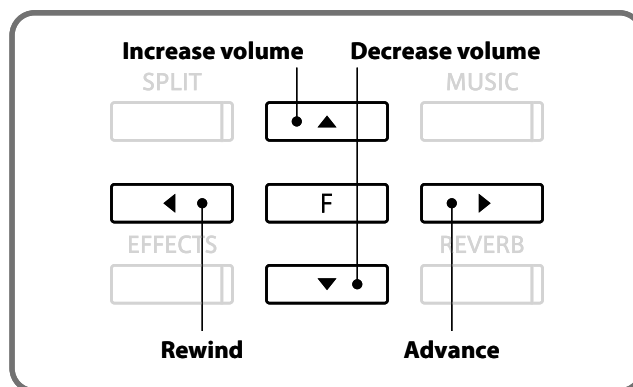 Increase volume Decrease volume
SPLIT MUSIC
F
EFFECTS REVERB
Rewind Advance